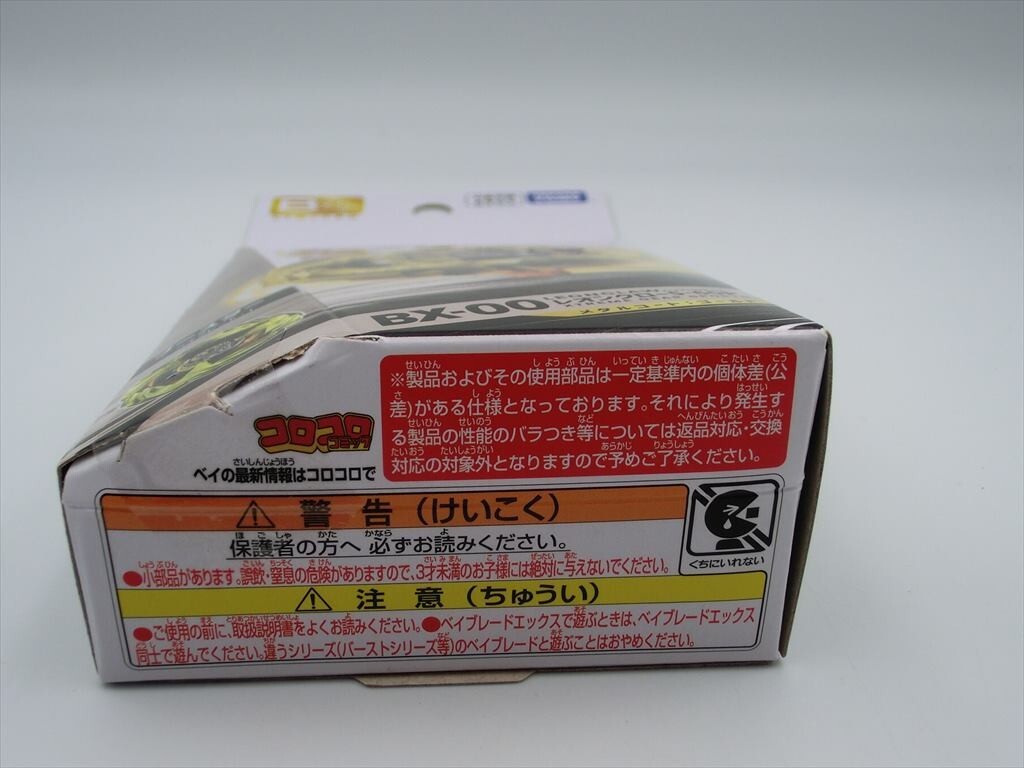 BX-00
メタルコート:ゴールド
※製品およびその使用部品は一定基準内の個体差(公
差)がある仕様となっております。それにより発生す
る製品の性能のバラつき等については返品対応・交換
対応の対象外となりますので予めご了承ください。
コロコロ
コミック
ベイの最新情報はコロコロで
⚠ 警告(けいこく)
保護者の方へ 必ずお読みください。
●小部品があります。誤飲・窒息の危険がありますので、3才未満のお子様には絶対に与えないでください。
くちにいれない
⚠ 注意(ちゅうい)
●ご使用の前に、取扱説明書をよくお読みください。●ベイブレードエックスで遊ぶときは、ベイブレードエックス
同士で遊んでください。違うシリーズ(バーストシリーズ等)のベイブレードと遊ぶことはおやめください。